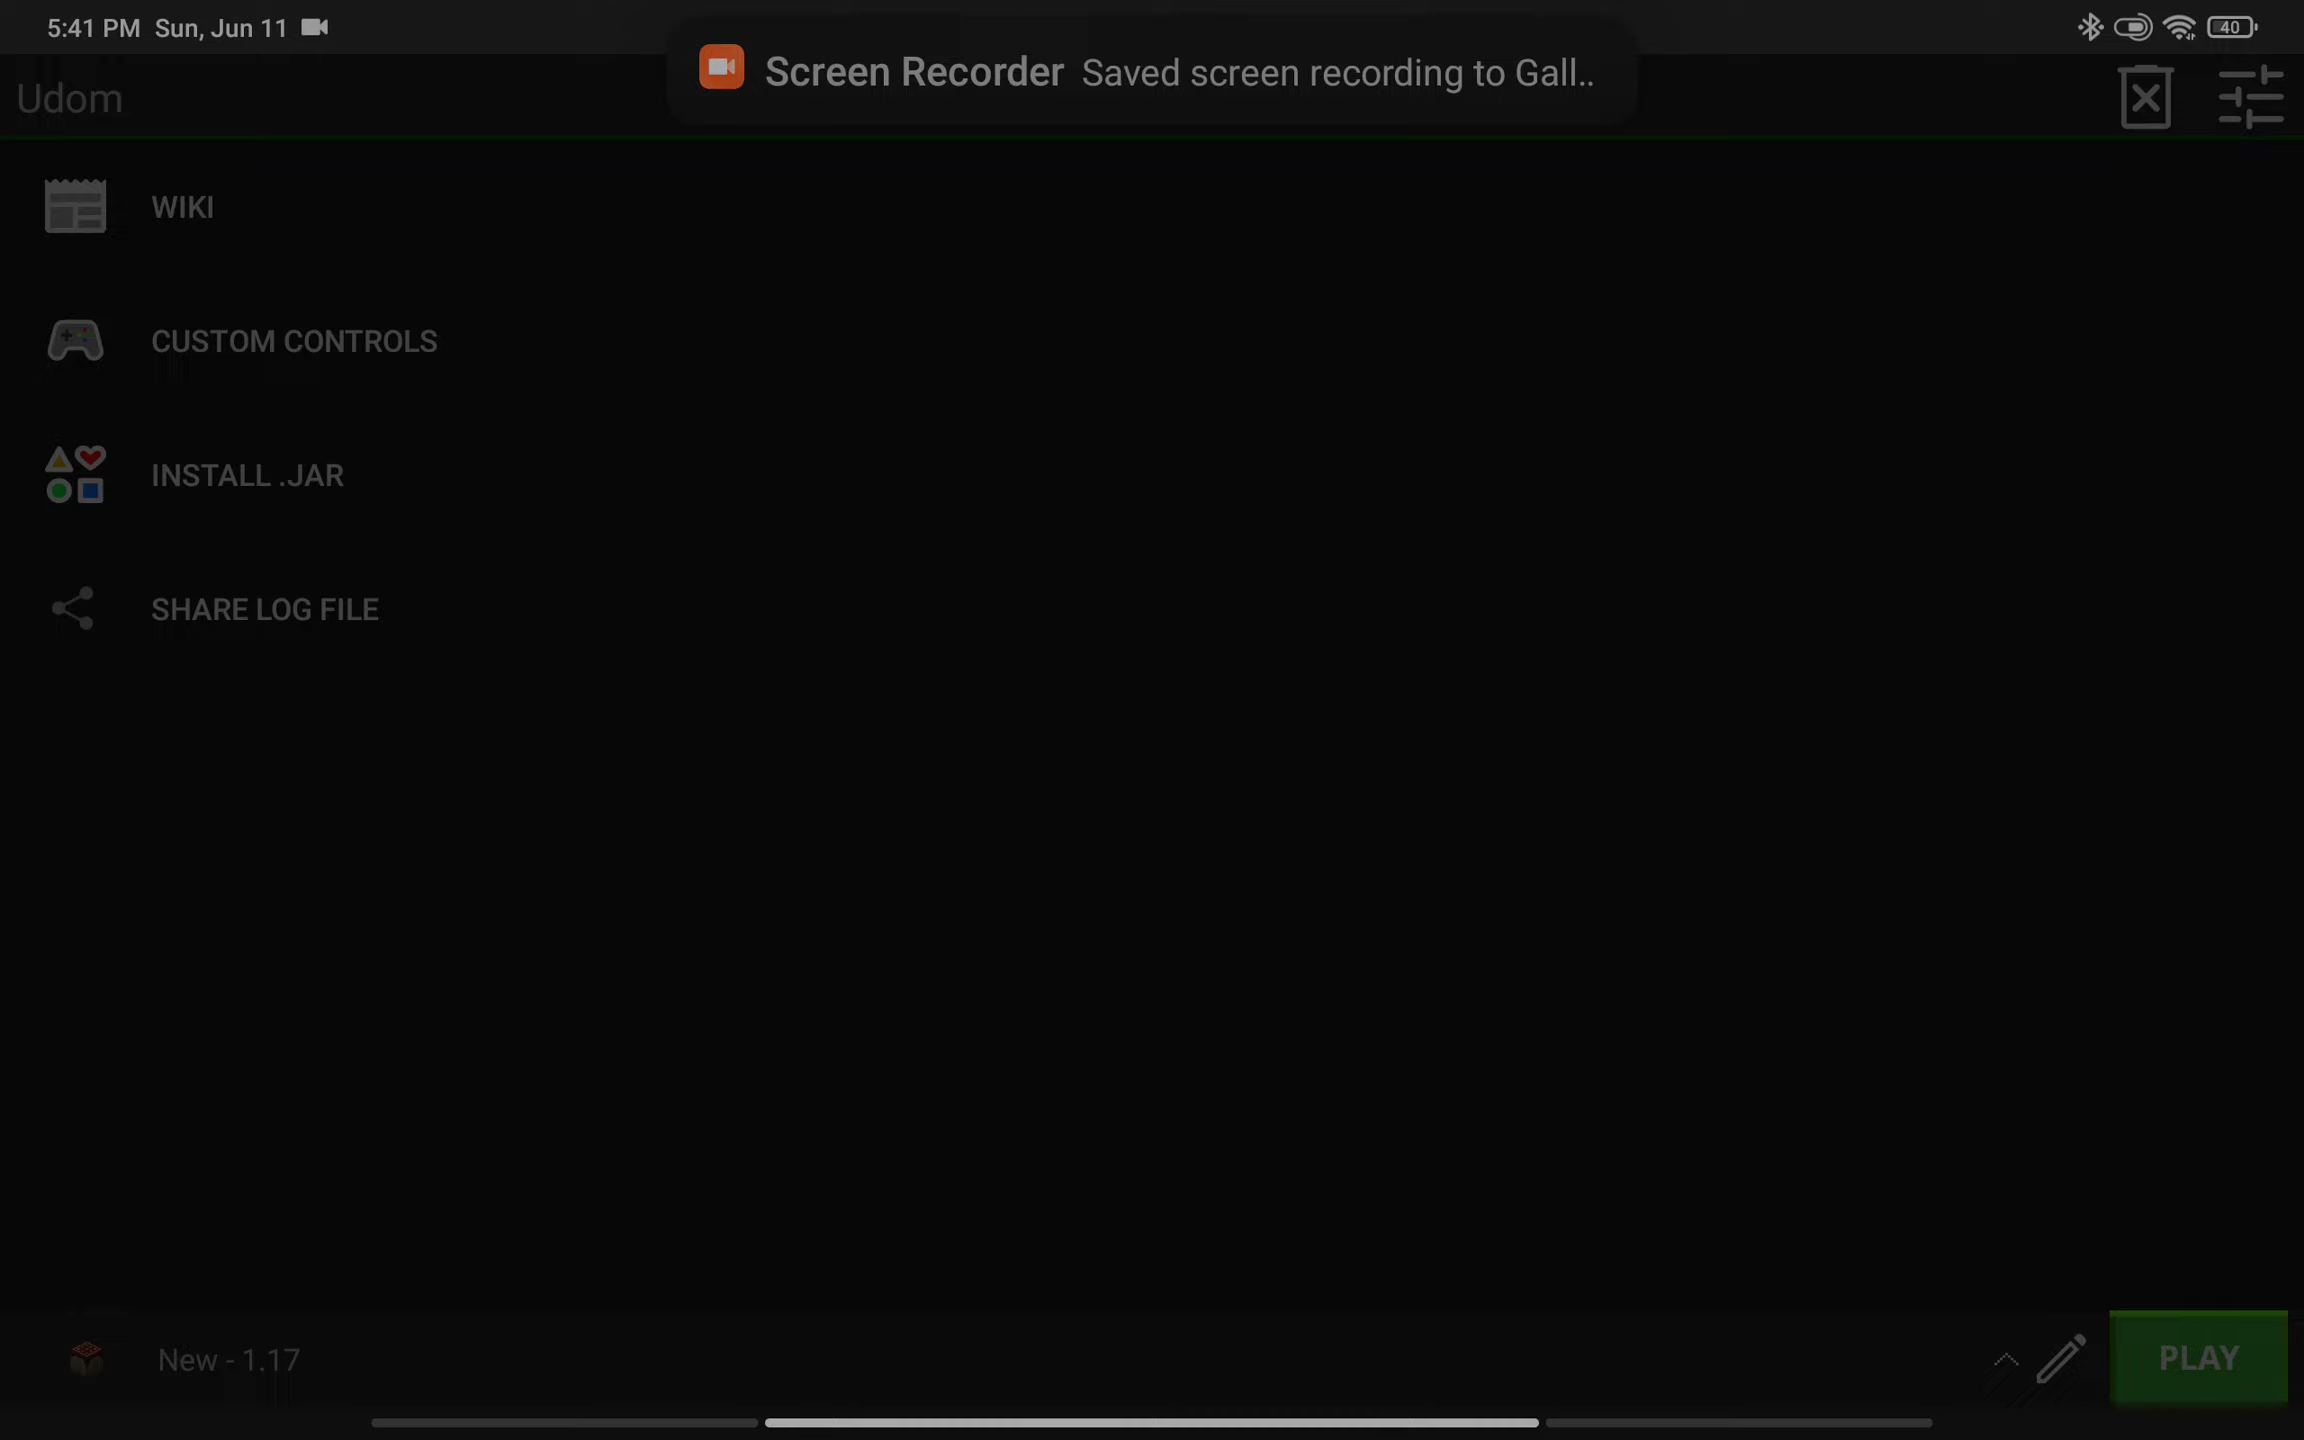 5:41 PM Sun, Jun 11
40
Screen Recorder Saved screen recording to Gall..
Udom
WIKI
CUSTOM CONTROLS
INSTALL .JAR
SHARE LOG FILE
New - 1.17
PLAY